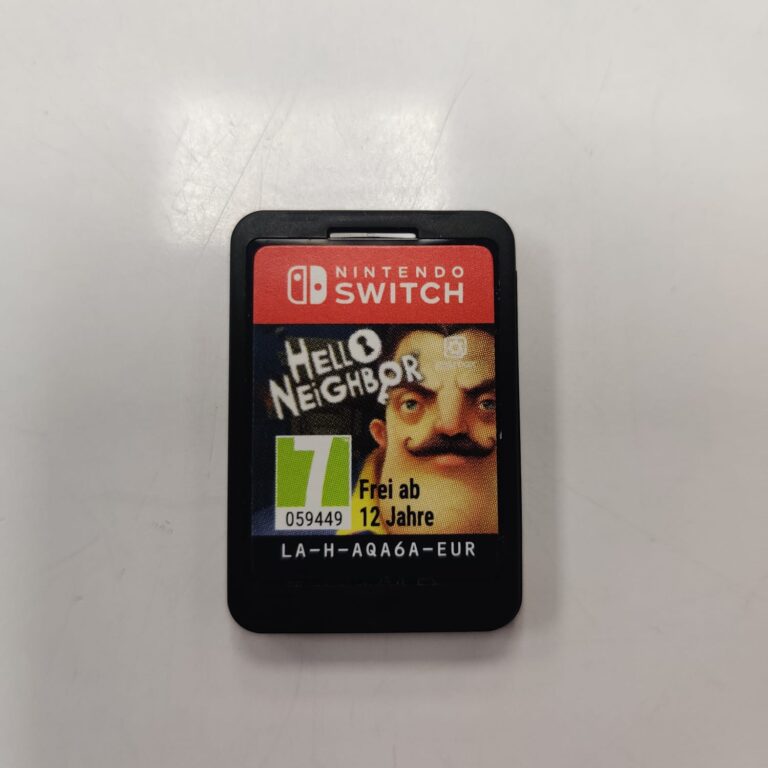 NINTENDO
SWITCH
HELLO
NEiGHBOR
7
059449
Frei ab
12 Jahre
LA-H-AQA6A-EUR